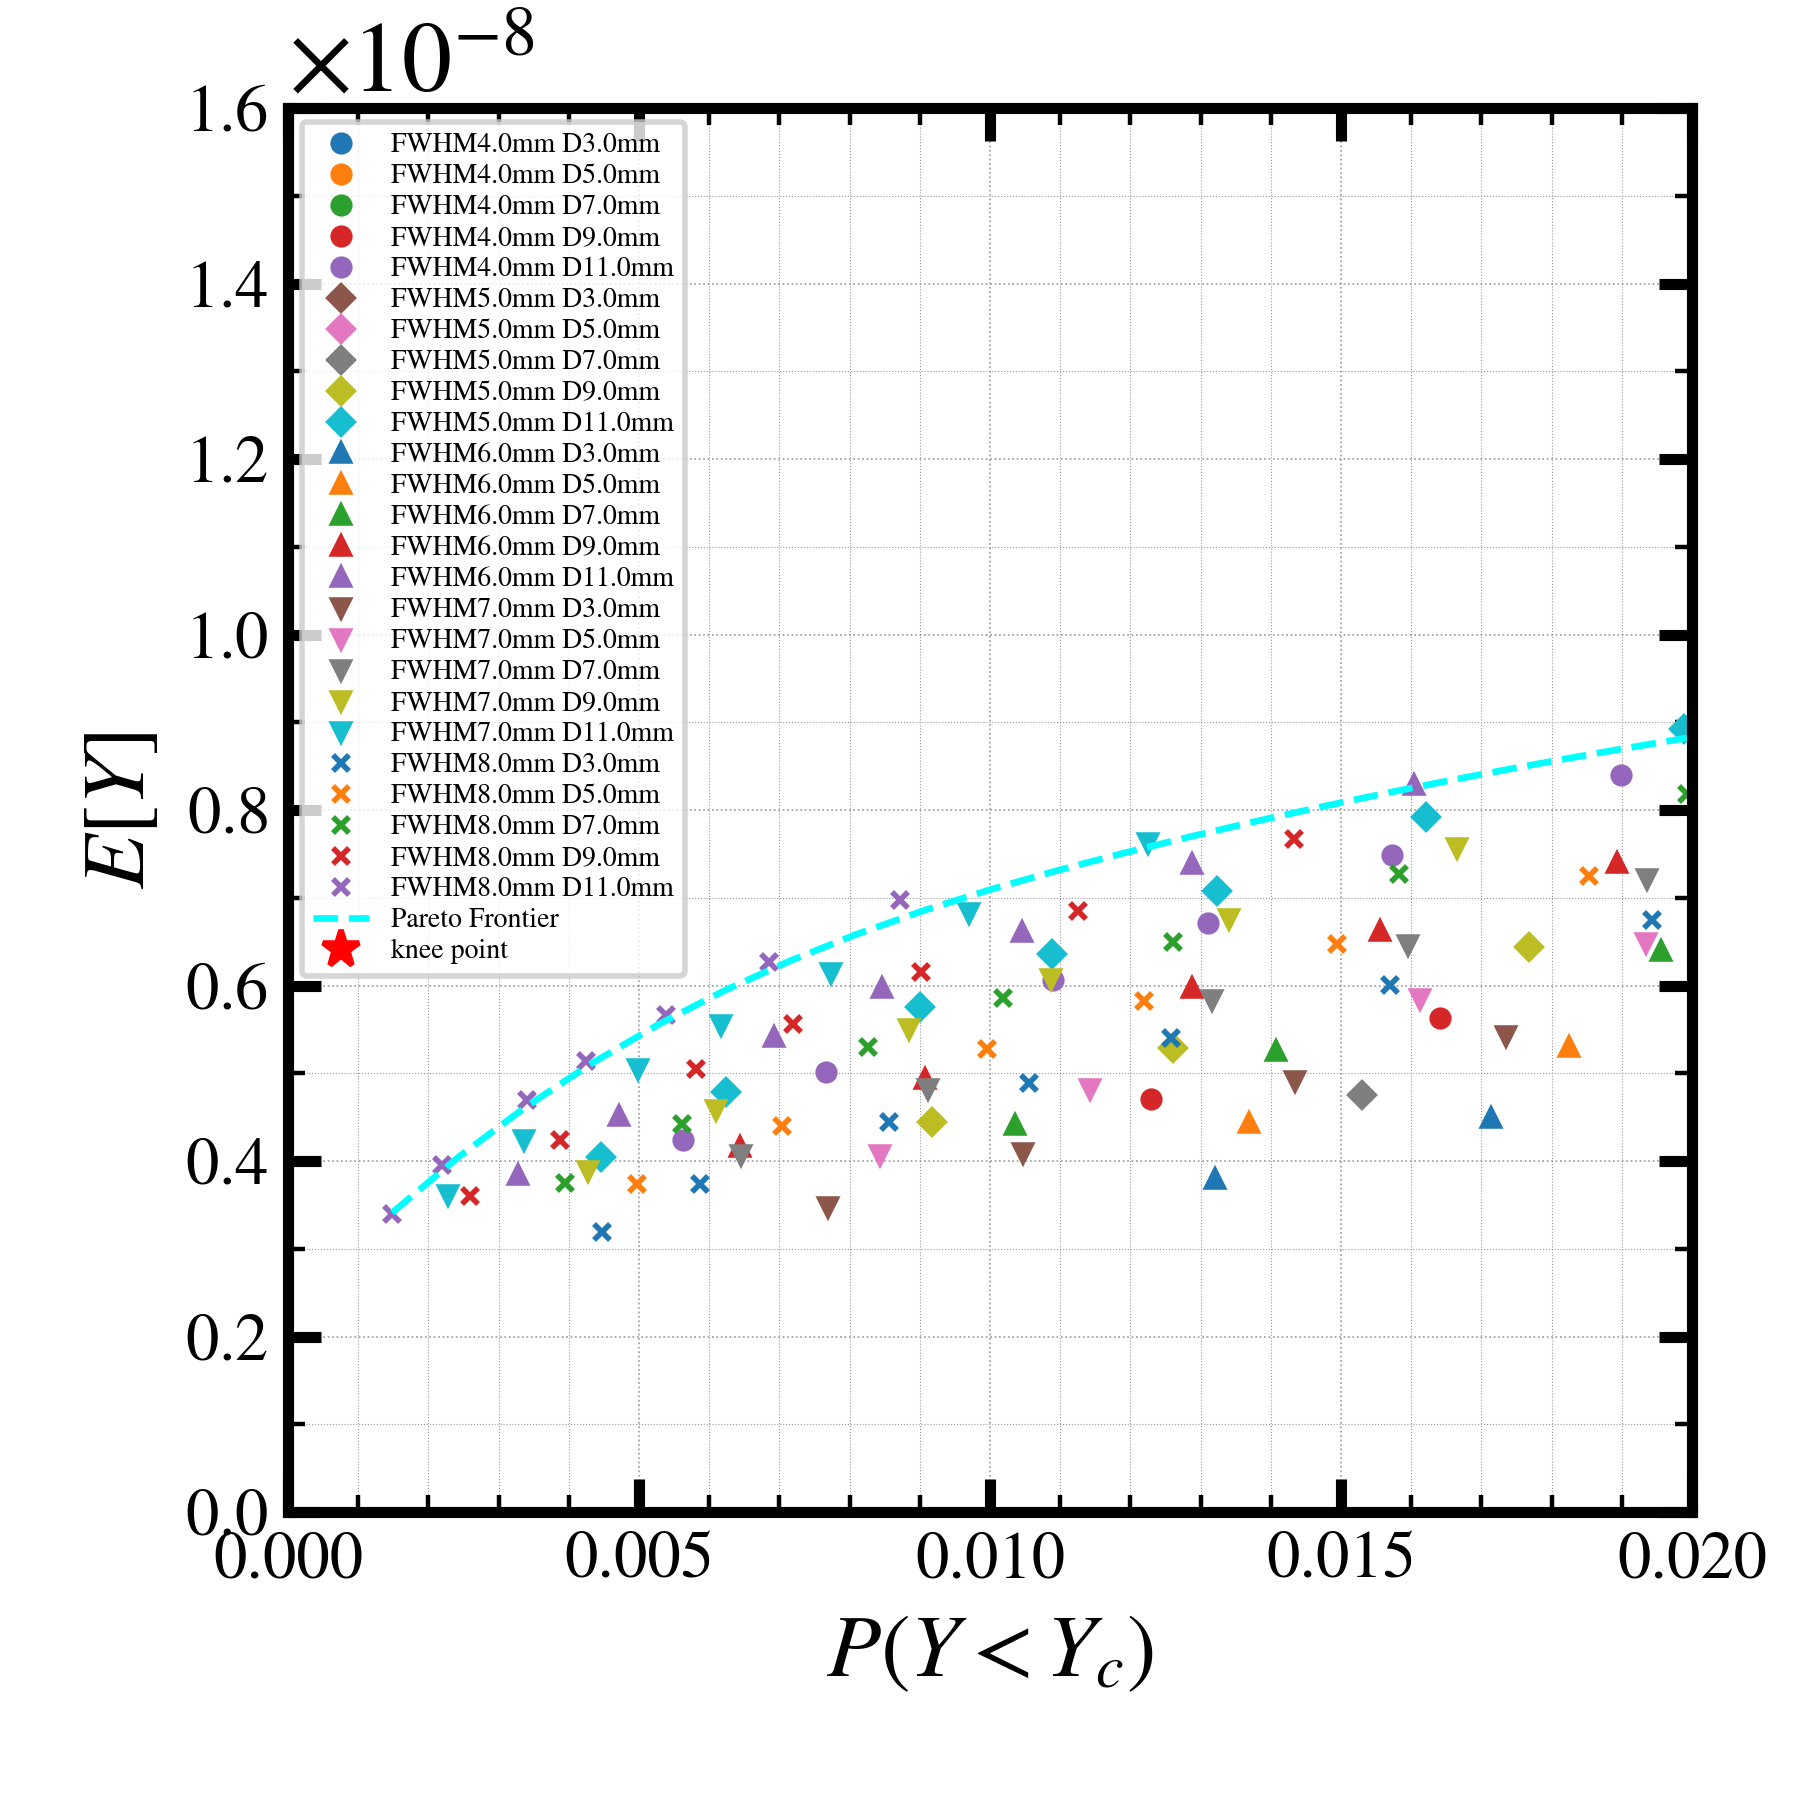 ×10⁻⁸
1.6
1.4
1.2
1.0
0.8
0.6
0.4
0.2
0.0
E[Y]
FWHM4.0mm D3.0mm
FWHM4.0mm D5.0mm
FWHM4.0mm D7.0mm
FWHM4.0mm D9.0mm
FWHM4.0mm D11.0mm
FWHM5.0mm D3.0mm
FWHM5.0mm D5.0mm
FWHM5.0mm D7.0mm
FWHM5.0mm D9.0mm
FWHM5.0mm D11.0mm
FWHM6.0mm D3.0mm
FWHM6.0mm D5.0mm
FWHM6.0mm D7.0mm
FWHM6.0mm D9.0mm
FWHM6.0mm D11.0mm
FWHM7.0mm D3.0mm
FWHM7.0mm D5.0mm
FWHM7.0mm D7.0mm
FWHM7.0mm D9.0mm
FWHM7.0mm D11.0mm
FWHM8.0mm D3.0mm
FWHM8.0mm D5.0mm
FWHM8.0mm D7.0mm
FWHM8.0mm D9.0mm
FWHM8.0mm D11.0mm
Pareto Frontier
knee point
0.000 0.005 0.010 0.015 0.020
P(Y < Y_c)